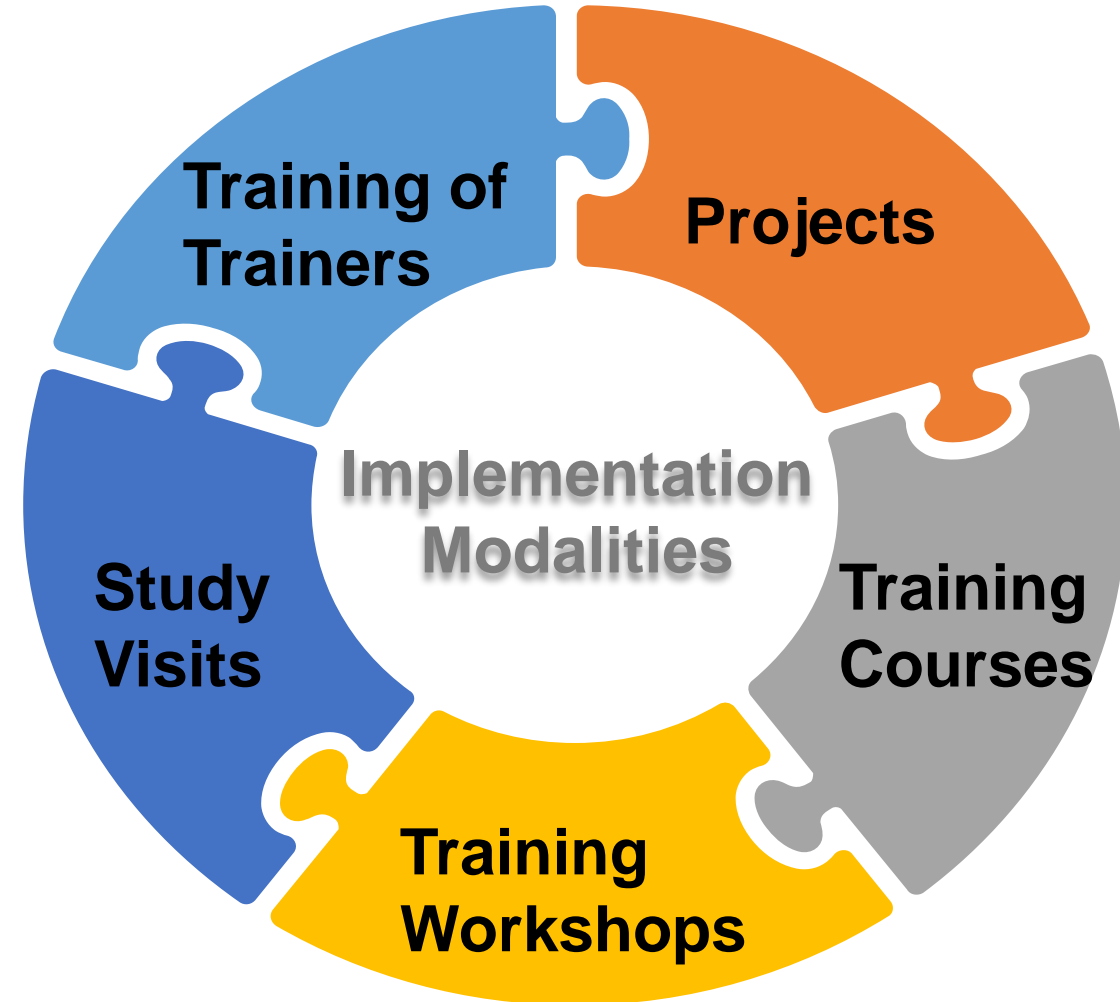 Training of
Trainers
Projects
Implementation
Modalities
Study
Visits
Training
Courses
Training
Workshops